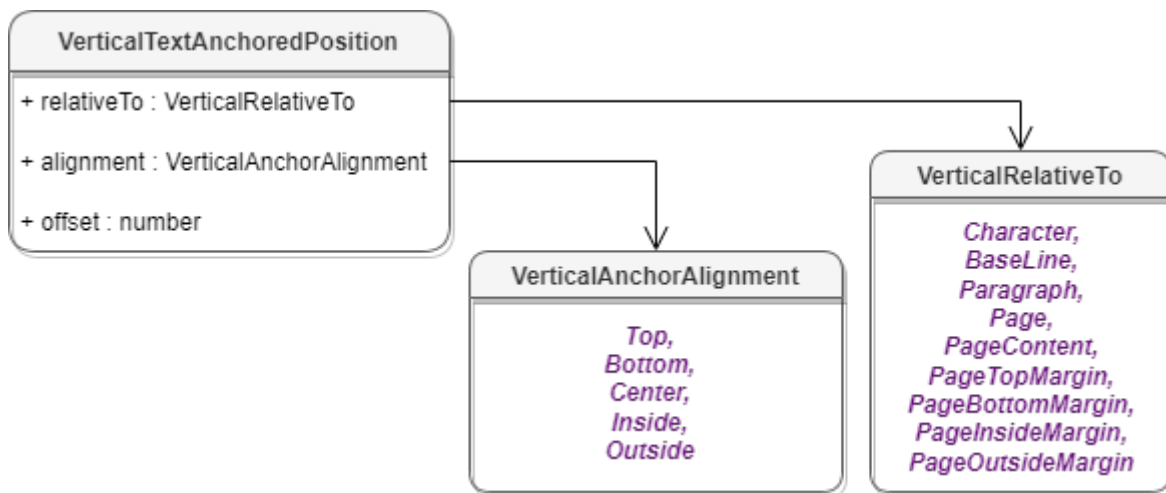 VerticalTextAnchoredPosition
+ relativeTo : VerticalRelativeTo
+ alignment : VerticalAnchorAlignment
+ offset : number
VerticalAnchorAlignment
Top,
Bottom,
Center,
Inside,
Outside
VerticalRelativeTo
Character,
BaseLine,
Paragraph,
Page,
PageContent,
PageTopMargin,
PageBottomMargin,
PageInsideMargin,
PageOutsideMargin